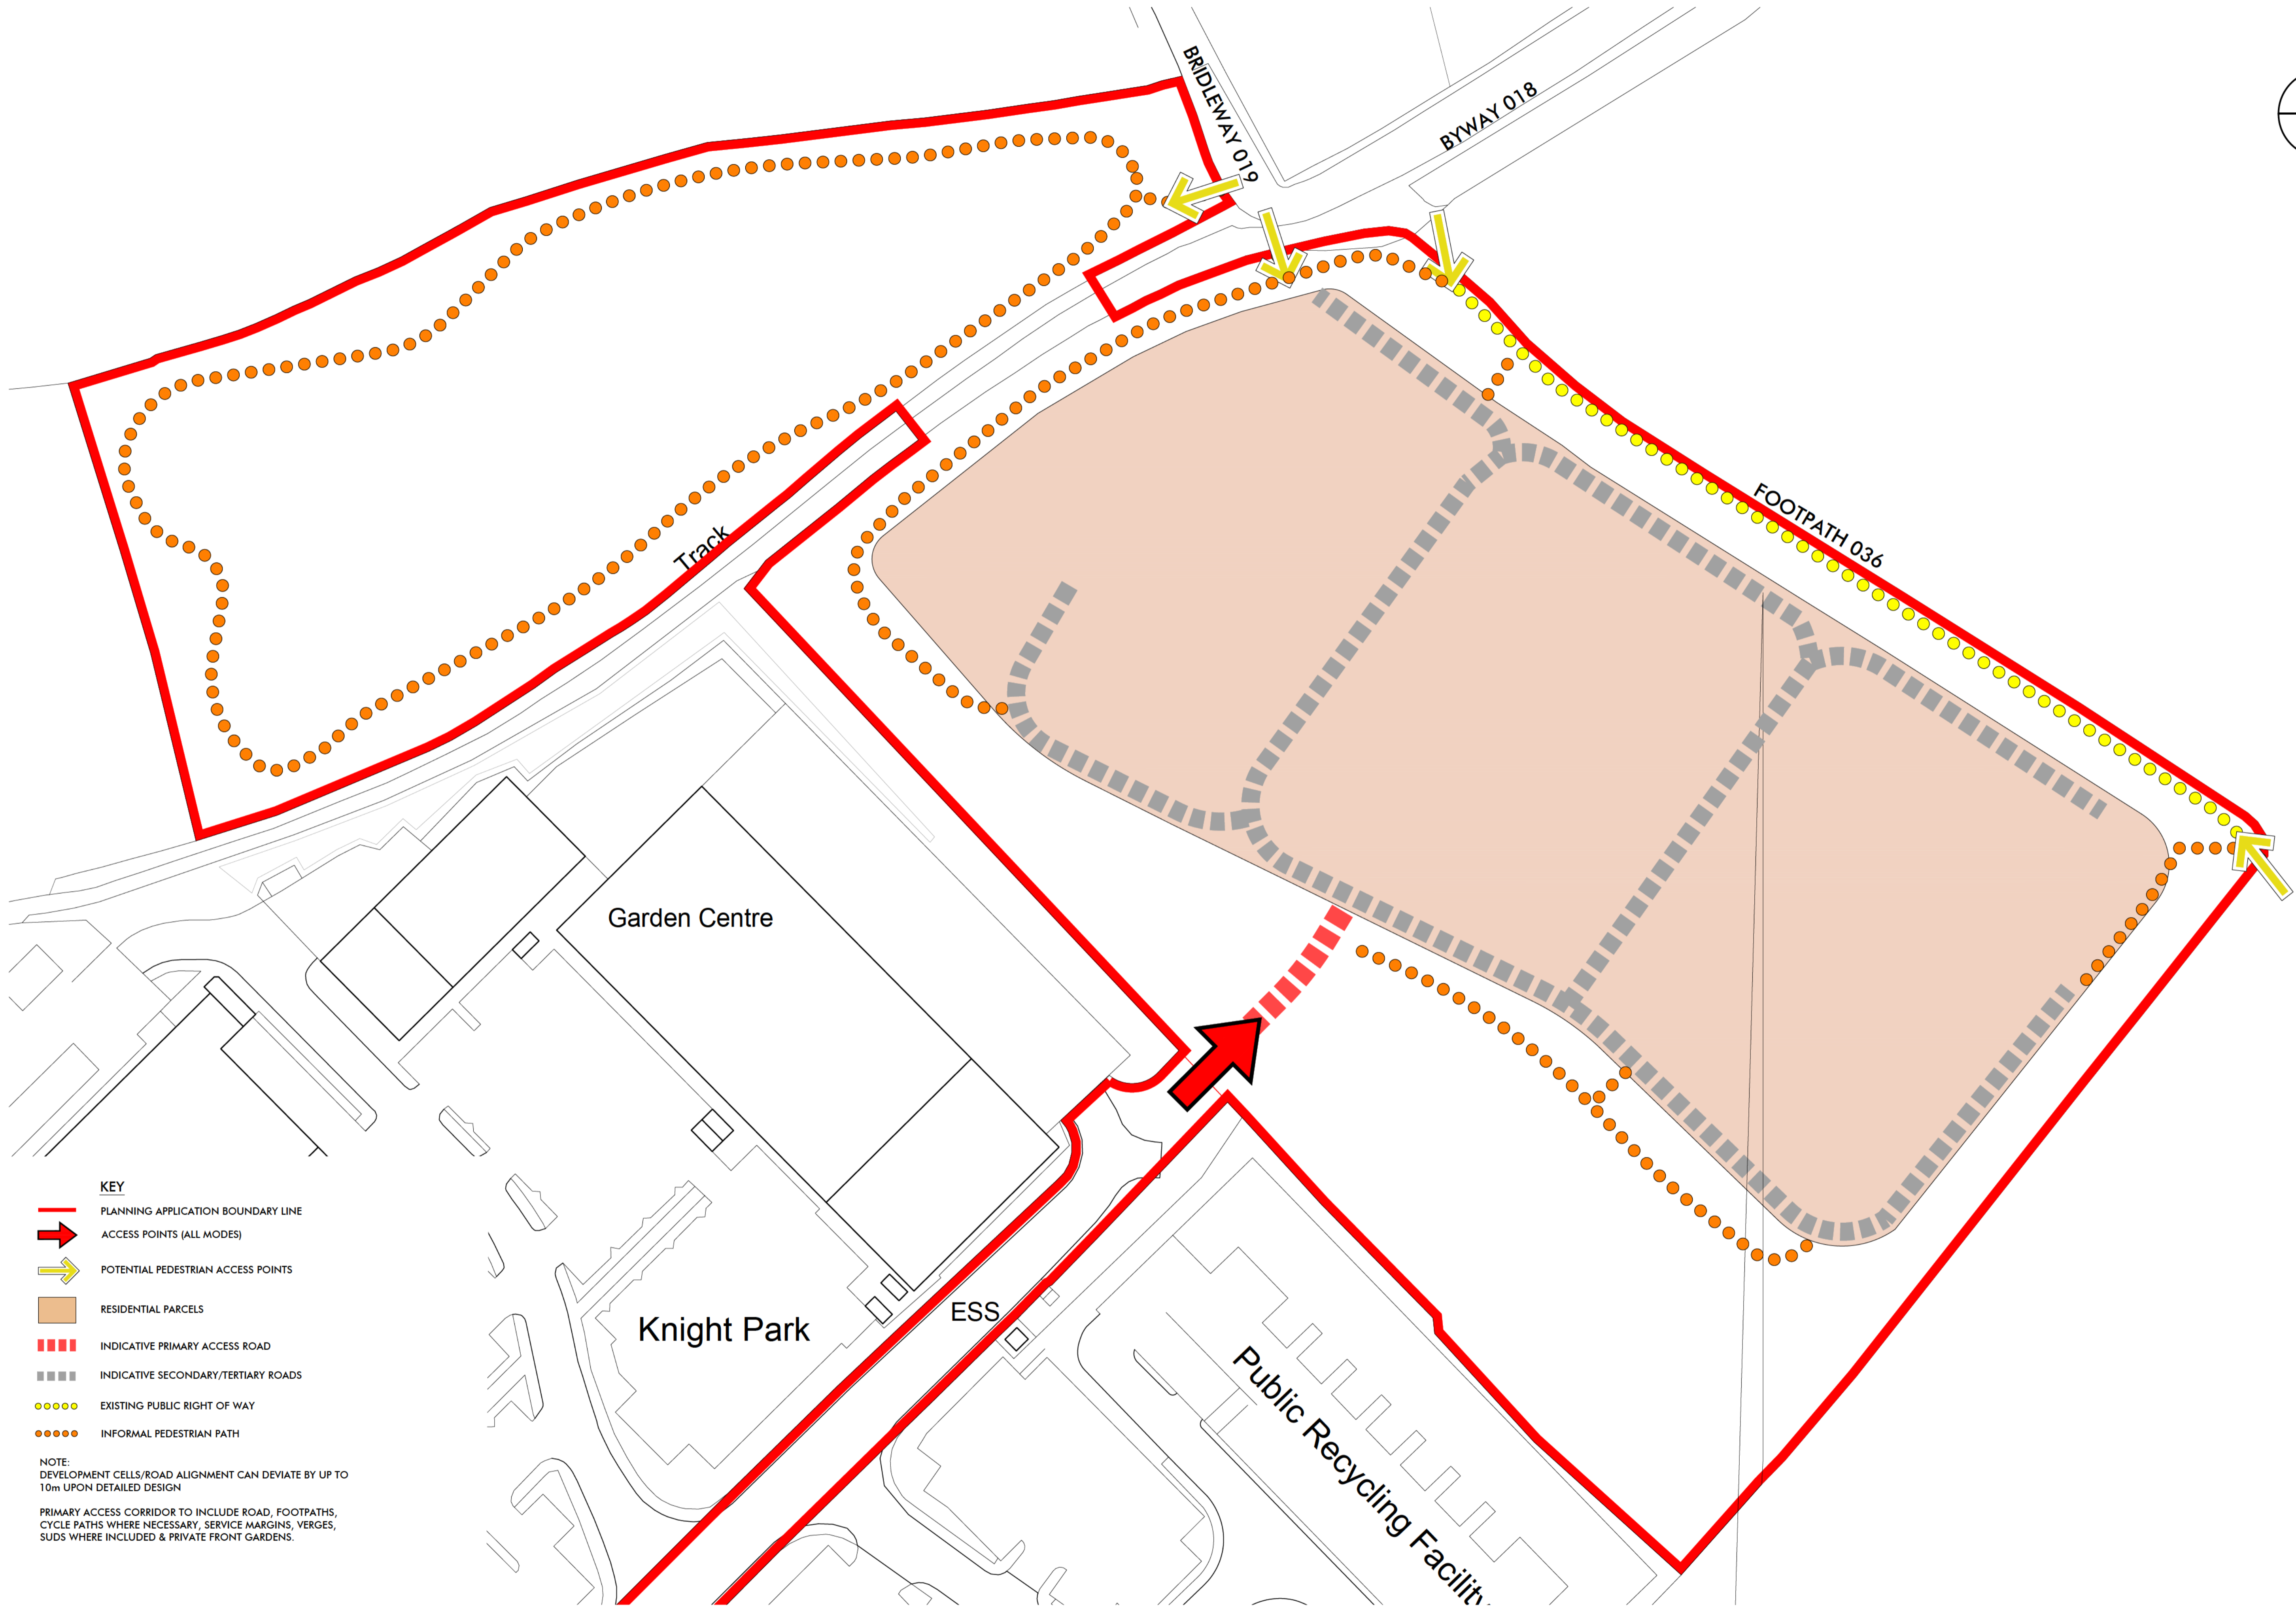 BRIDLEWAY 019
BYWAY 018
FOOTPATH 036
Track
Garden Centre
Knight Park
ESS
Public Recycling Facility
KEY
PLANNING APPLICATION BOUNDARY LINE
ACCESS POINTS (ALL MODES)
POTENTIAL PEDESTRIAN ACCESS POINTS
RESIDENTIAL PARCELS
INDICATIVE PRIMARY ACCESS ROAD
INDICATIVE SECONDARY/TERTIARY ROADS
EXISTING PUBLIC RIGHT OF WAY
INFORMAL PEDESTRIAN PATH
NOTE:
DEVELOPMENT CELLS/ROAD ALIGNMENT CAN DEVIATE BY UP TO
10m UPON DETAILED DESIGN
PRIMARY ACCESS CORRIDOR TO INCLUDE ROAD, FOOTPATHS,
CYCLE PATHS WHERE NECESSARY, SERVICE MARGINS, VERGES,
SUDS WHERE INCLUDED & PRIVATE FRONT GARDENS.